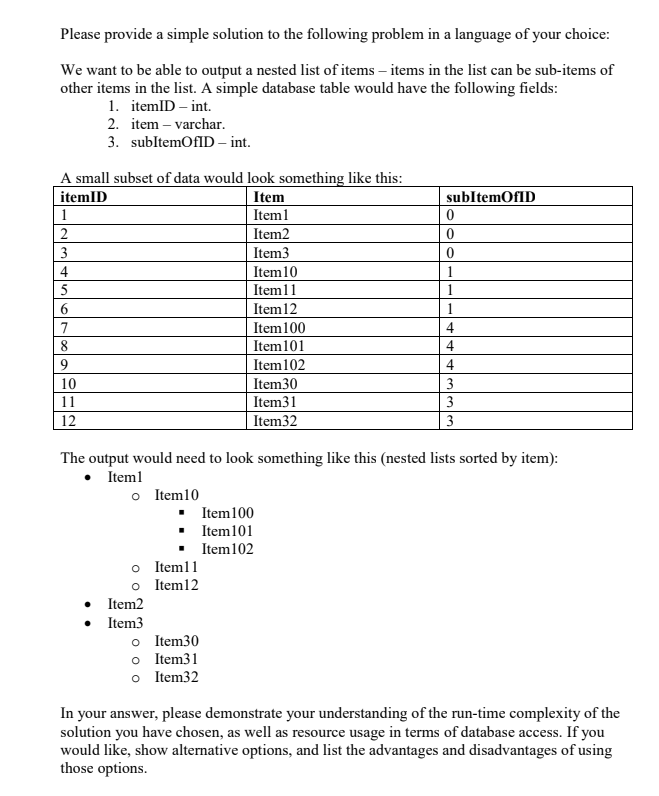 Please provide a simple solution to the following problem in a language of your choice:
We want to be able to output a nested list of items – items in the list can be sub-items of
other items in the list. A simple database table would have the following fields:
1. itemID – int.
2. item – varchar.
3. subItemOfID – int.
A small subset of data would look something like this:
itemID Item subItemOfID
1 Item1 0
2 Item2 0
3 Item3 0
4 Item10 1
5 Item11 1
6 Item12 1
7 Item100 4
8 Item101 4
9 Item102 4
10 Item30 3
11 Item31 3
12 Item32 3
The output would need to look something like this (nested lists sorted by item):
• Item1
o Item10
▪ Item100
▪ Item101
▪ Item102
o Item11
o Item12
• Item2
• Item3
o Item30
o Item31
o Item32
In your answer, please demonstrate your understanding of the run-time complexity of the
solution you have chosen, as well as resource usage in terms of database access. If you
would like, show alternative options, and list the advantages and disadvantages of using
those options.